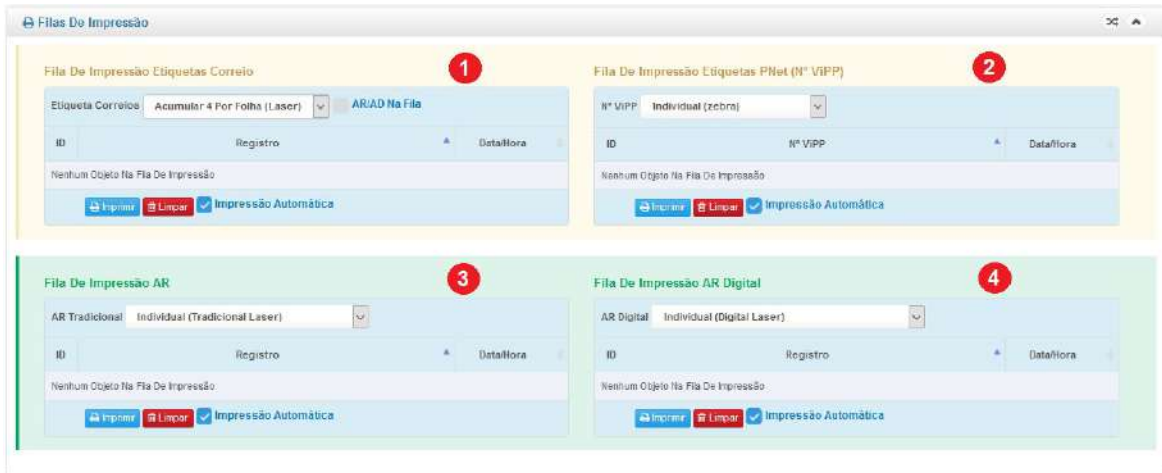 Filas De Impressão
Fila De Impressão Etiquetas Correio
1
Etiqueta Correios Acumular 4 Por Folha (Laser) AR/AD Na Fila
ID Registro Data/Hora
Nenhum Objeto Na Fila De Impressão
Imprimir Limpar Impressão Automática
Fila De Impressão Etiquetas PNet (Nº ViPP)
2
Nº ViPP Individual (zebra)
ID Nº ViPP Data/Hora
Nenhum Objeto Na Fila De Impressão
Imprimir Limpar Impressão Automática
Fila De Impressão AR
3
AR Tradicional Individual (Tradicional Laser)
ID Registro Data/Hora
Nenhum Objeto Na Fila De Impressão
Imprimir Limpar Impressão Automática
Fila De Impressão AR Digital
4
AR Digital Individual (Digital Laser)
ID Registro Data/Hora
Nenhum Objeto Na Fila De Impressão
Imprimir Limpar Impressão Automática